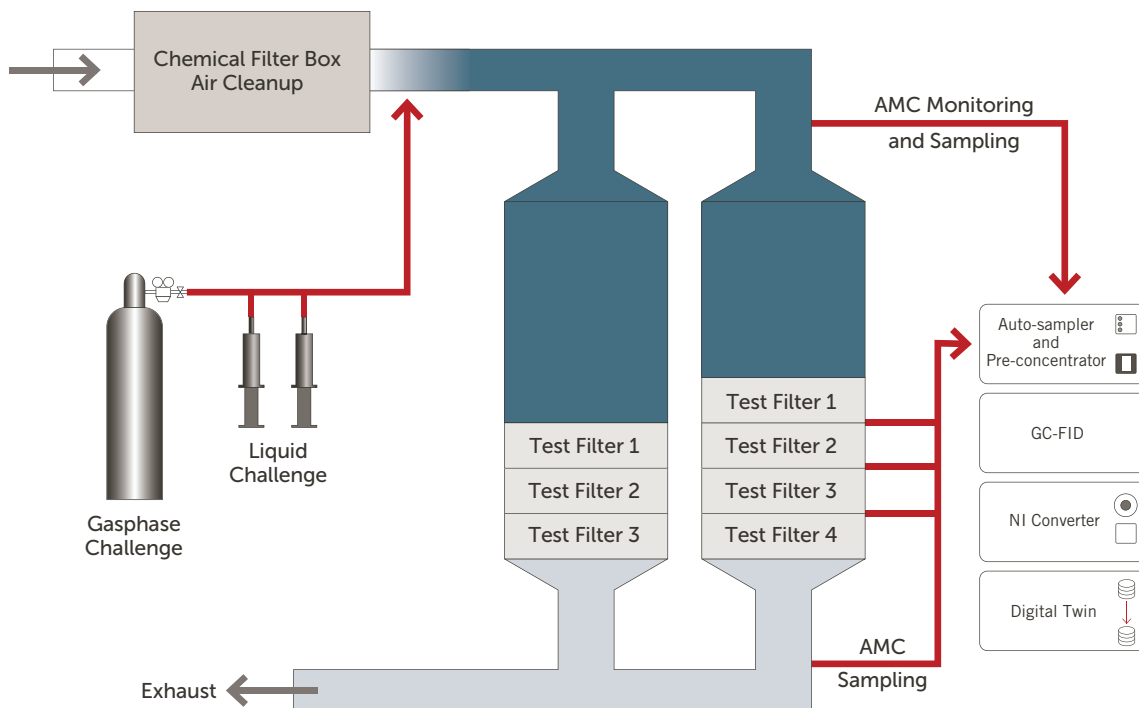 Chemical Filter Box
Air Cleanup
AMC Monitoring
and Sampling
Gasphase
Challenge
Liquid
Challenge
Test Filter 1
Test Filter 2
Test Filter 3
Test Filter 1
Test Filter 2
Test Filter 3
Test Filter 4
Auto-sampler
and
Pre-concentrator
GC-FID
NI Converter
Digital Twin
AMC
Sampling
Exhaust